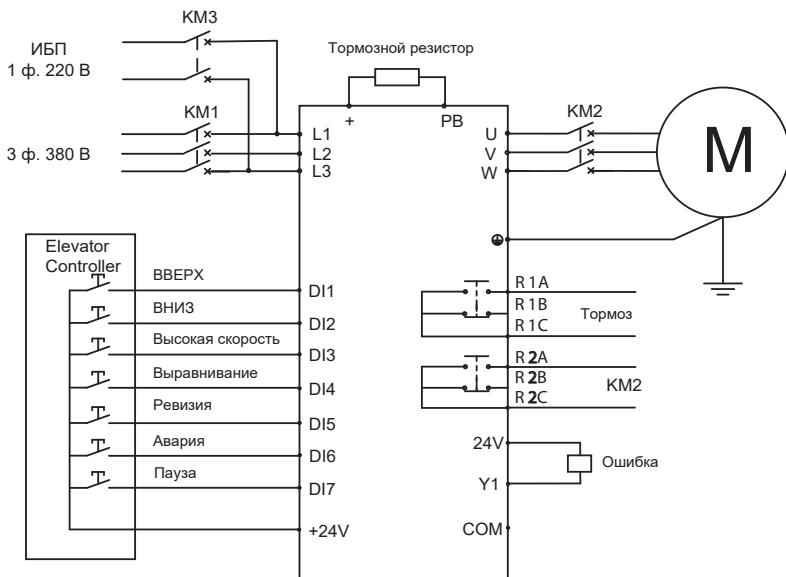 KM3
ИБП
1 ф. 220 В
Тормозной резистор
+
PB
KM1
3 ф. 380 В
L1
L2
L3
U
V
W
KM2
M
Elevator
Controller
ВВЕРХ
DI1
ВНИЗ
DI2
Высокая скорость
DI3
Выравнивание
DI4
Ревизия
DI5
Авария
DI6
Пауза
DI7
+24V
R 1A
R 1B
R 1C
Тормоз
R 2A
R 2B
R 2C
KM2
24V
Y1
Ошибка
COM